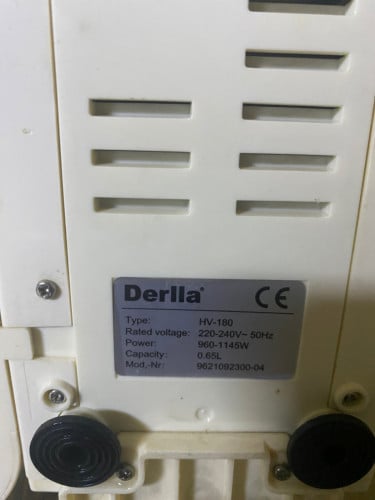 Derlla® CE
Type: HV-180
Rated voltage: 220-240V~ 50Hz
Power: 960-1145W
Capacity: 0.65L
Mod,-Nr: 9621092300-04